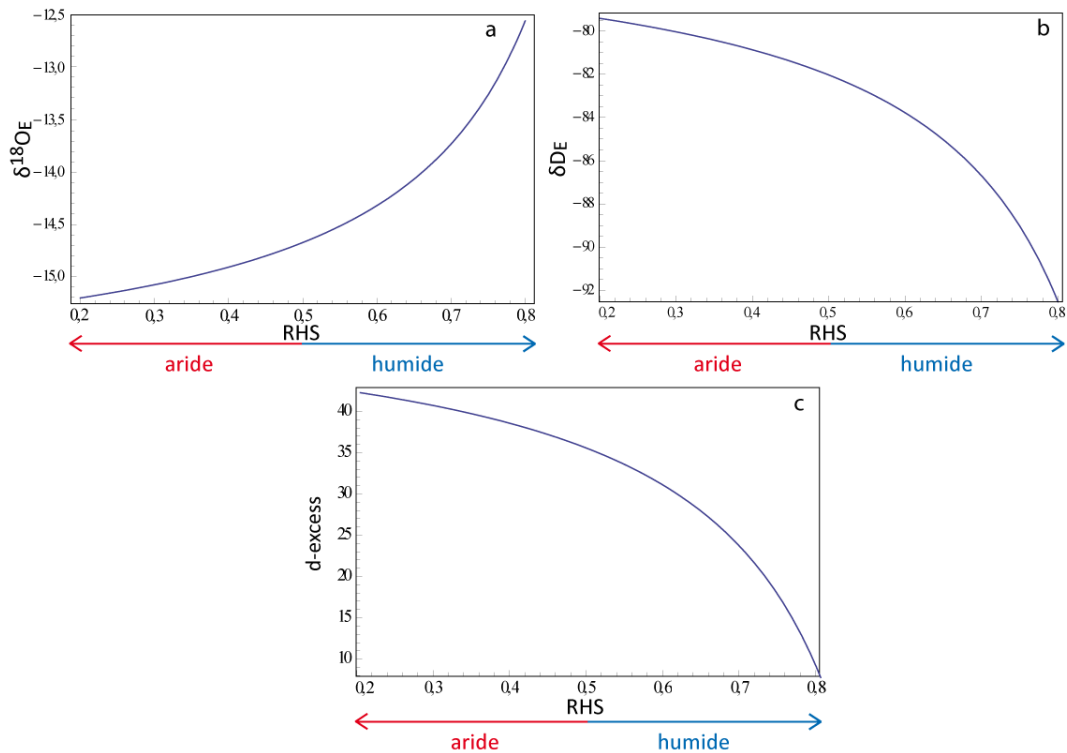 a
δ18OE
−12,5
−13,0
−13,5
−14,0
−14,5
−15,0
0,2 0,3 0,4 0,5 0,6 0,7 0,8
RHS
aride humide
b
δDE
−80
−82
−84
−86
−88
−90
−92
0,2 0,3 0,4 0,5 0,6 0,7 0,8
RHS
aride humide
c
d-excess
40
35
30
25
20
15
10
0,2 0,3 0,4 0,5 0,6 0,7 0,8
RHS
aride humide